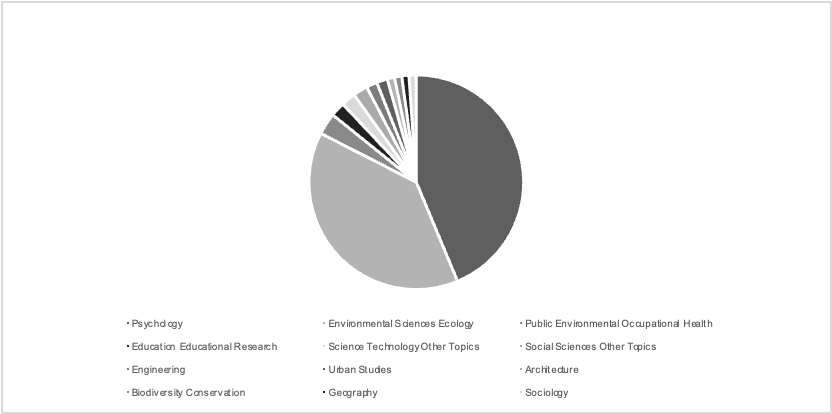 Psychology Environmental Sciences Ecology Public Environmental Occupational Health
Education Educational Research Science Technology Other Topics Social Sciences Other Topics
Engineering Urban Studies Architecture
Biodiversity Conservation Geography Sociology